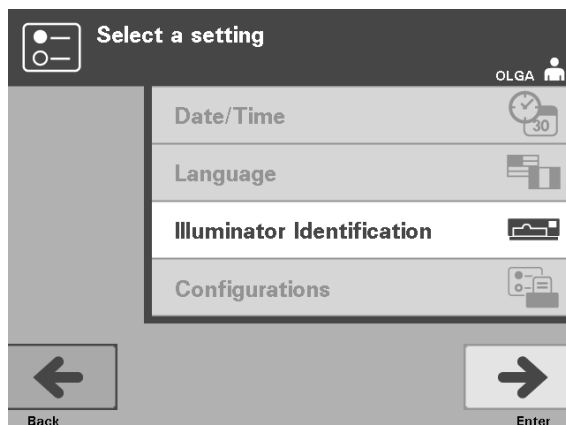 Select a setting
OLGA
Date/Time
30
Language
Illuminator Identification
Configurations
Back
Enter